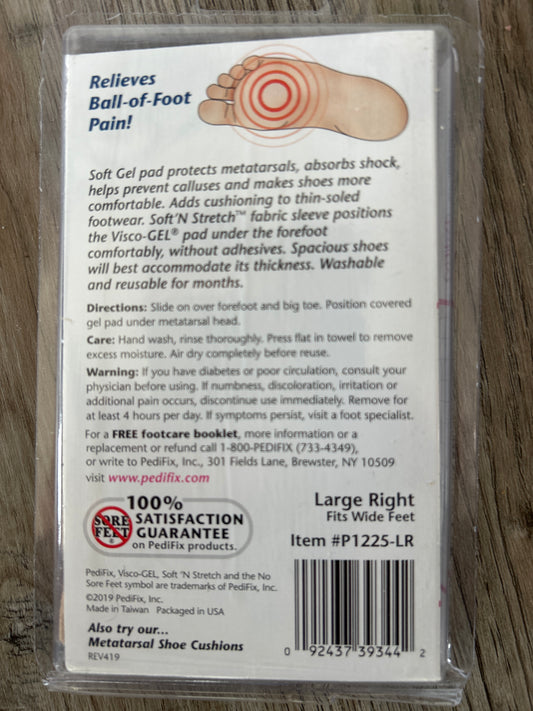 Relieves
Ball-of-Foot
Pain!
Soft Gel pad protects metatarsals, absorbs shock,
helps prevent calluses and makes shoes more
comfortable. Adds cushioning to thin-soled
footwear. Soft'N Stretch™ fabric sleeve positions
the Visco-GEL® pad under the forefoot
comfortably, without adhesives. Spacious shoes
will best accommodate its thickness. Washable
and reusable for months.
Directions: Slide on over forefoot and big toe. Position covered
gel pad under metatarsal head.
Care: Hand wash, rinse thoroughly. Press flat in towel to remove
excess moisture. Air dry completely before reuse.
Warning: If you have diabetes or poor circulation, consult your
physician before using. If numbness, discoloration, irritation or
additional pain occurs, discontinue use immediately. Remove for
at least 4 hours per day. If symptoms persist, visit a foot specialist.
For a FREE footcare booklet, more information or a
replacement or refund call 1-800-PEDIFIX (733-4349),
or write to PediFix, Inc., 301 Fields Lane, Brewster, NY 10509
visit www.pedifix.com
SORE
FEET®
100%
SATISFACTION
GUARANTEE
on PediFix products.
Large Right
Fits Wide Feet
Item #P1225-LR
PediFix, Visco-GEL, Soft 'N Stretch and the No
Sore Feet symbol are trademarks of PediFix, Inc.
©2019 PediFix, Inc.
Made in Taiwan Packaged in USA
Also try our...
Metatarsal Shoe Cushions
REV419
0 92437 39344 2